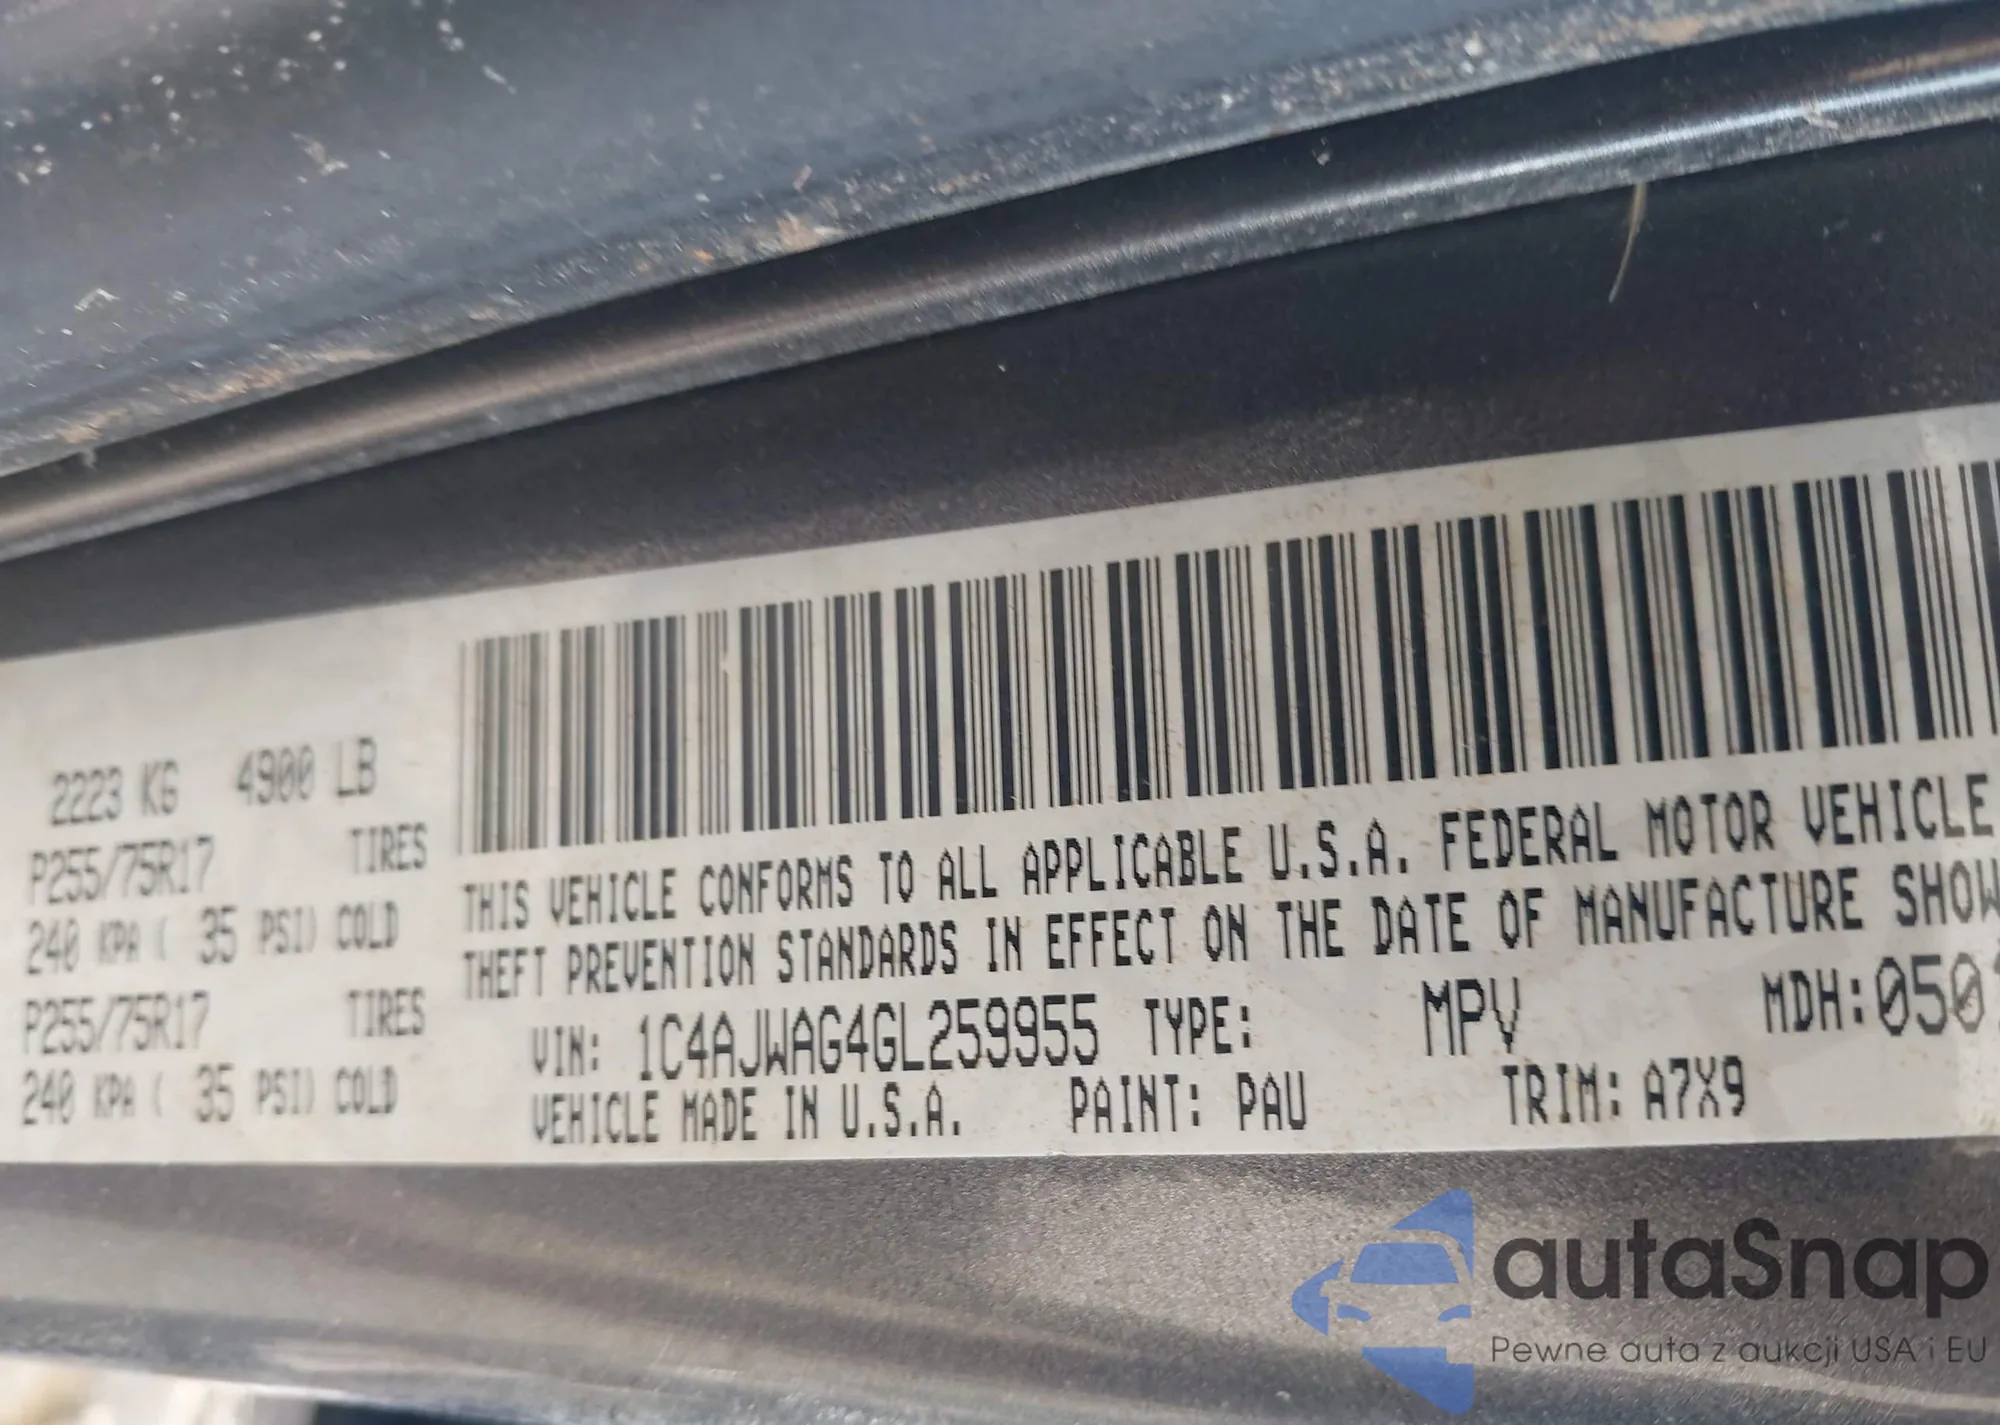 2223 KG 4900 LB
P255/75R17 TIRES
240 KPA ( 35 PSI) COLD
P255/75R17 TIRES
240 KPA ( 35 PSI) COLD
THIS VEHICLE CONFORMS TO ALL APPLICABLE U.S.A. FEDERAL MOTOR VEHICLE
THEFT PREVENTION STANDARDS IN EFFECT ON THE DATE OF MANUFACTURE SHOW
VIN: 1C4AJWAG4GL259955 TYPE: MPV MDH:050
VEHICLE MADE IN U.S.A. PAINT: PAU TRIM: A7X9
autaSnap
Pewne auta z aukcji USA i EU